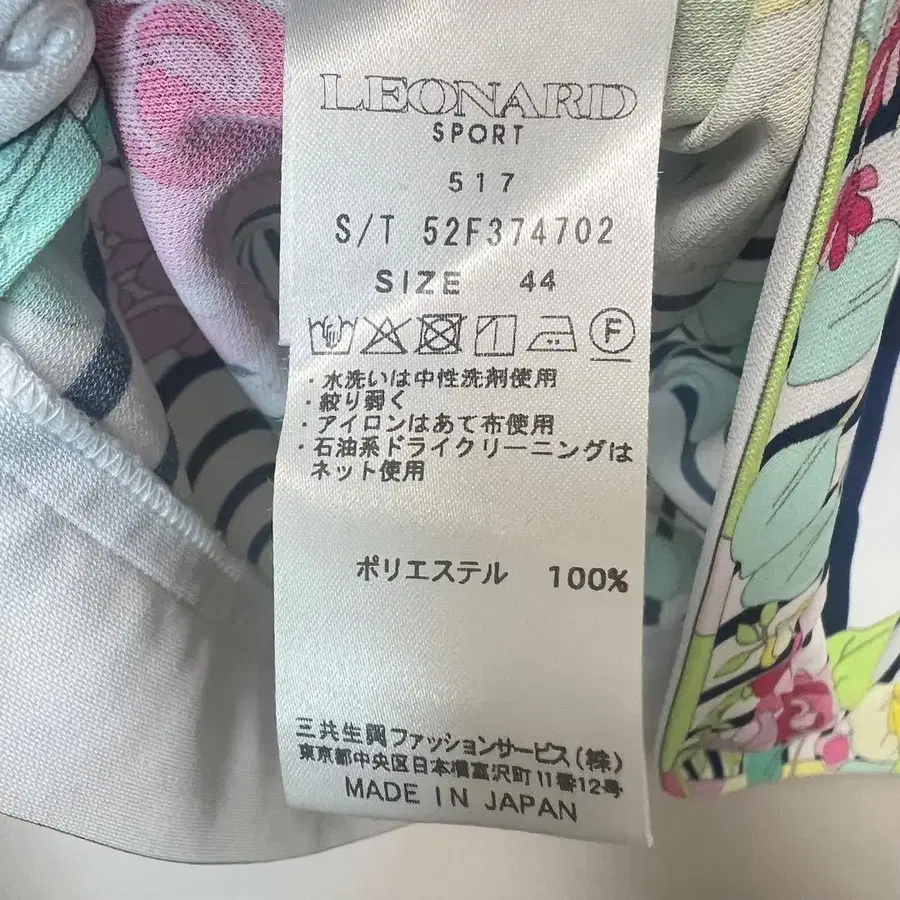 LEONARD
SPORT
517
S/T 52F374702
SIZE 44
F
・水洗いは中性洗剤使用
・絞り弱く
・アイロンはあて布使用
・石油系ドライクリーニングは
ネット使用
ポリエステル 100%
三共生興ファッションサービス(株)
東京都中央区日本橋富沢町11番12号
MADE IN JAPAN